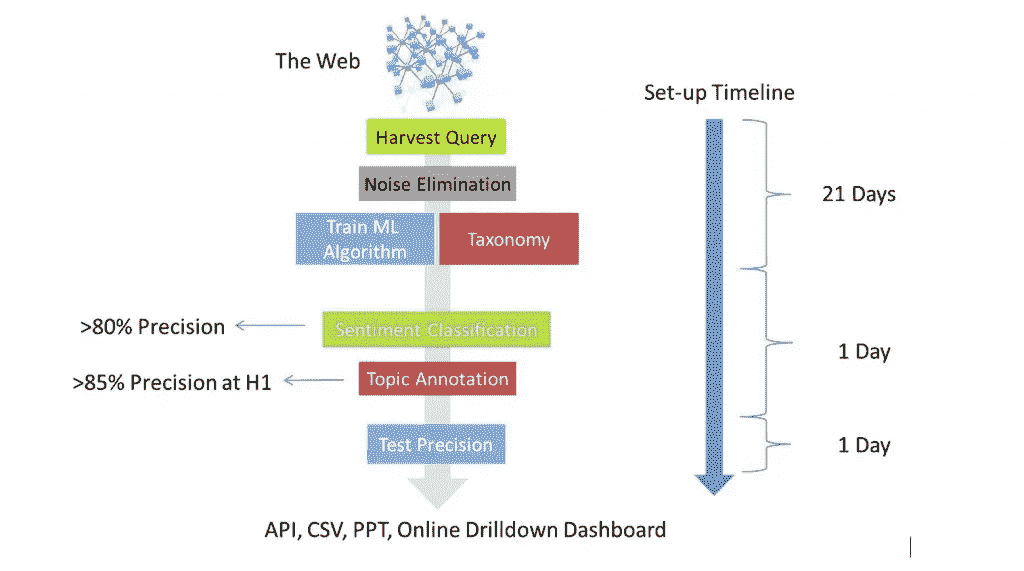 The Web
Set-up Timeline
Harvest Query
Noise Elimination
21 Days
Train ML
Algorithm
Taxonomy
>80% Precision
Sentiment Classification
1 Day
>85% Precision at H1
Topic Annotation
Test Precision
1 Day
API, CSV, PPT, Online Drilldown Dashboard